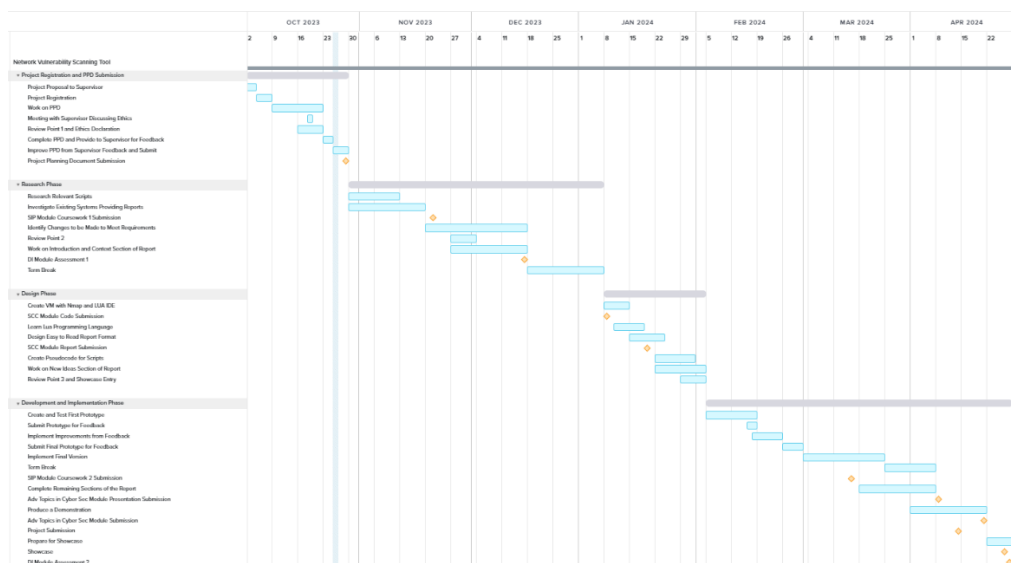 OCT 2023 NOV 2023 DEC 2023 JAN 2024 FEB 2024 MAR 2024 APR 2024
2 9 16 23 30 6 13 20 27 4 11 18 25 1 8 15 22 29 5 12 19 26 4 11 18 25 1 8 15 22
Network Vulnerability Scanning Tool
Project Registration and PPD Submission
Project Proposal to Supervisor
Project Registration
Work on PPD
Meeting with Supervisor Discussing Ethics
Review Point 1 and Ethics Declaration
Complete PPD and Provide to Supervisor for Feedback
Improve PPD from Supervisor Feedback and Submit
Project Planning Document Submission
Research Phase
Research Relevant Scripts
Investigate Existing Systems Providing Reports
SIP Module Coursework 1 Submission
Identify Changes to be Made to Meet Requirements
Review Point 2
Work on Introduction and Context Section of Report
DI Module Assessment 1
Term Break
Design Phase
Create VM with Nmap and LUA IDE
SCC Module Code Submission
Learn Lua Programming Language
Design Easy to Read Report Format
SCC Module Report Submission
Create Pseudocode for Scripts
Work on New Ideas Section of Report
Review Point 3 and Showcase Entry
Development and Implementation Phase
Create and Test First Prototype
Submit Prototype for Feedback
Implement Improvements from Feedback
Submit Final Prototype for Feedback
Implement Final Version
Term Break
SIP Module Coursework 2 Submission
Complete Remaining Sections of the Report
Adv Topics in Cyber Sec Module Presentation Submission
Produce a Demonstration
Adv Topics in Cyber Sec Module Submission
Project Submission
Prepare for Showcase
Showcase
DI Module Assessment 2